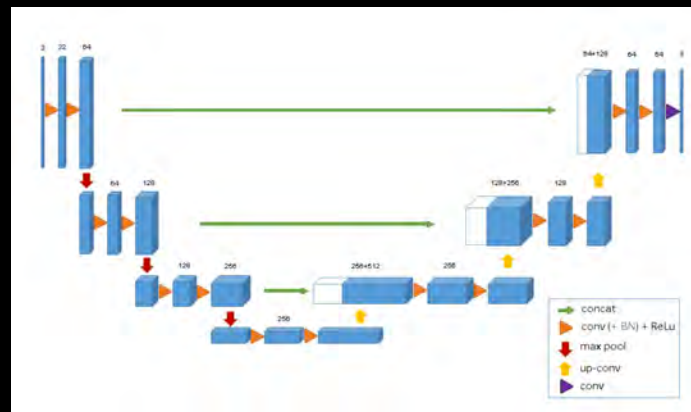 32
64
64+128
64
64
64
128
128+256
128
128
256
256+512
256
256
concat
conv (+ BN) + ReLu
max pool
up-conv
conv